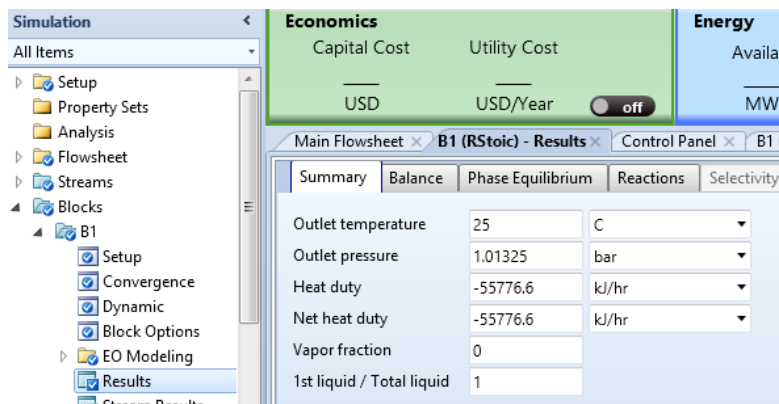 Simulation <
All Items
Setup
Property Sets
Analysis
Flowsheet
Streams
Blocks
B1
Setup
Convergence
Dynamic
Block Options
EO Modeling
Results
Economics
Capital Cost Utility Cost
USD USD/Year off
Energy
Availa
MW
Main Flowsheet × B1 (RStoic) - Results × Control Panel × B1
Summary Balance Phase Equilibrium Reactions Selectivity
Outlet temperature 25 C
Outlet pressure 1.01325 bar
Heat duty -55776.6 kJ/hr
Net heat duty -55776.6 kJ/hr
Vapor fraction 0
1st liquid / Total liquid 1